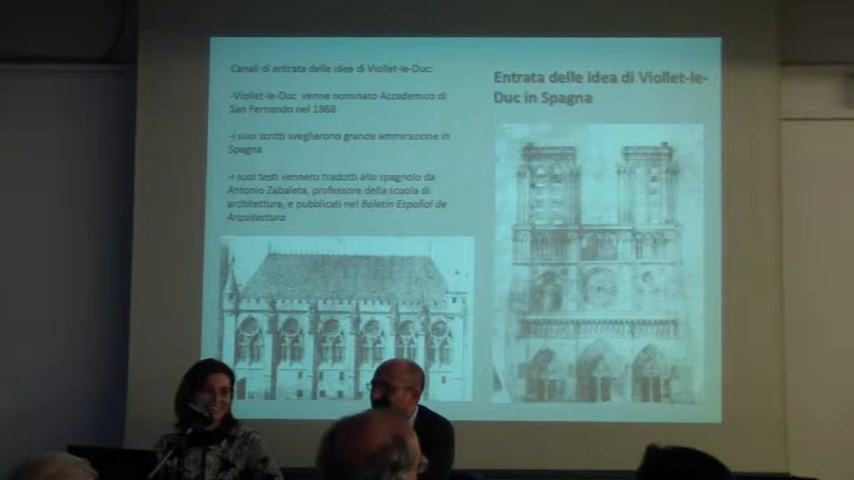 Canali di entrata delle idee di Viollet-le-Duc:
-Viollet-le-Duc venne nominato Accademico di
San Fernando nel 1868
-i suoi scritti svegliarono grande ammirazione in
Spagna
-i suoi testi vennero tradotti allo spagnolo da
Antonio Zabaleta, professore della scuola di
architettura, e pubblicati nel Boletín Español de
Arquitectura
Entrata delle idea di Viollet-le-
Duc in Spagna